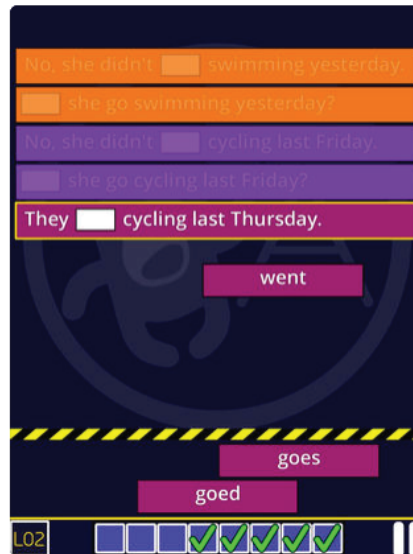 No, she didn't swimming yesterday.
she go swimming yesterday?
No, she didn't cycling last Friday.
she go cycling last Friday?
They cycling last Thursday.
went
goes
goed
L02